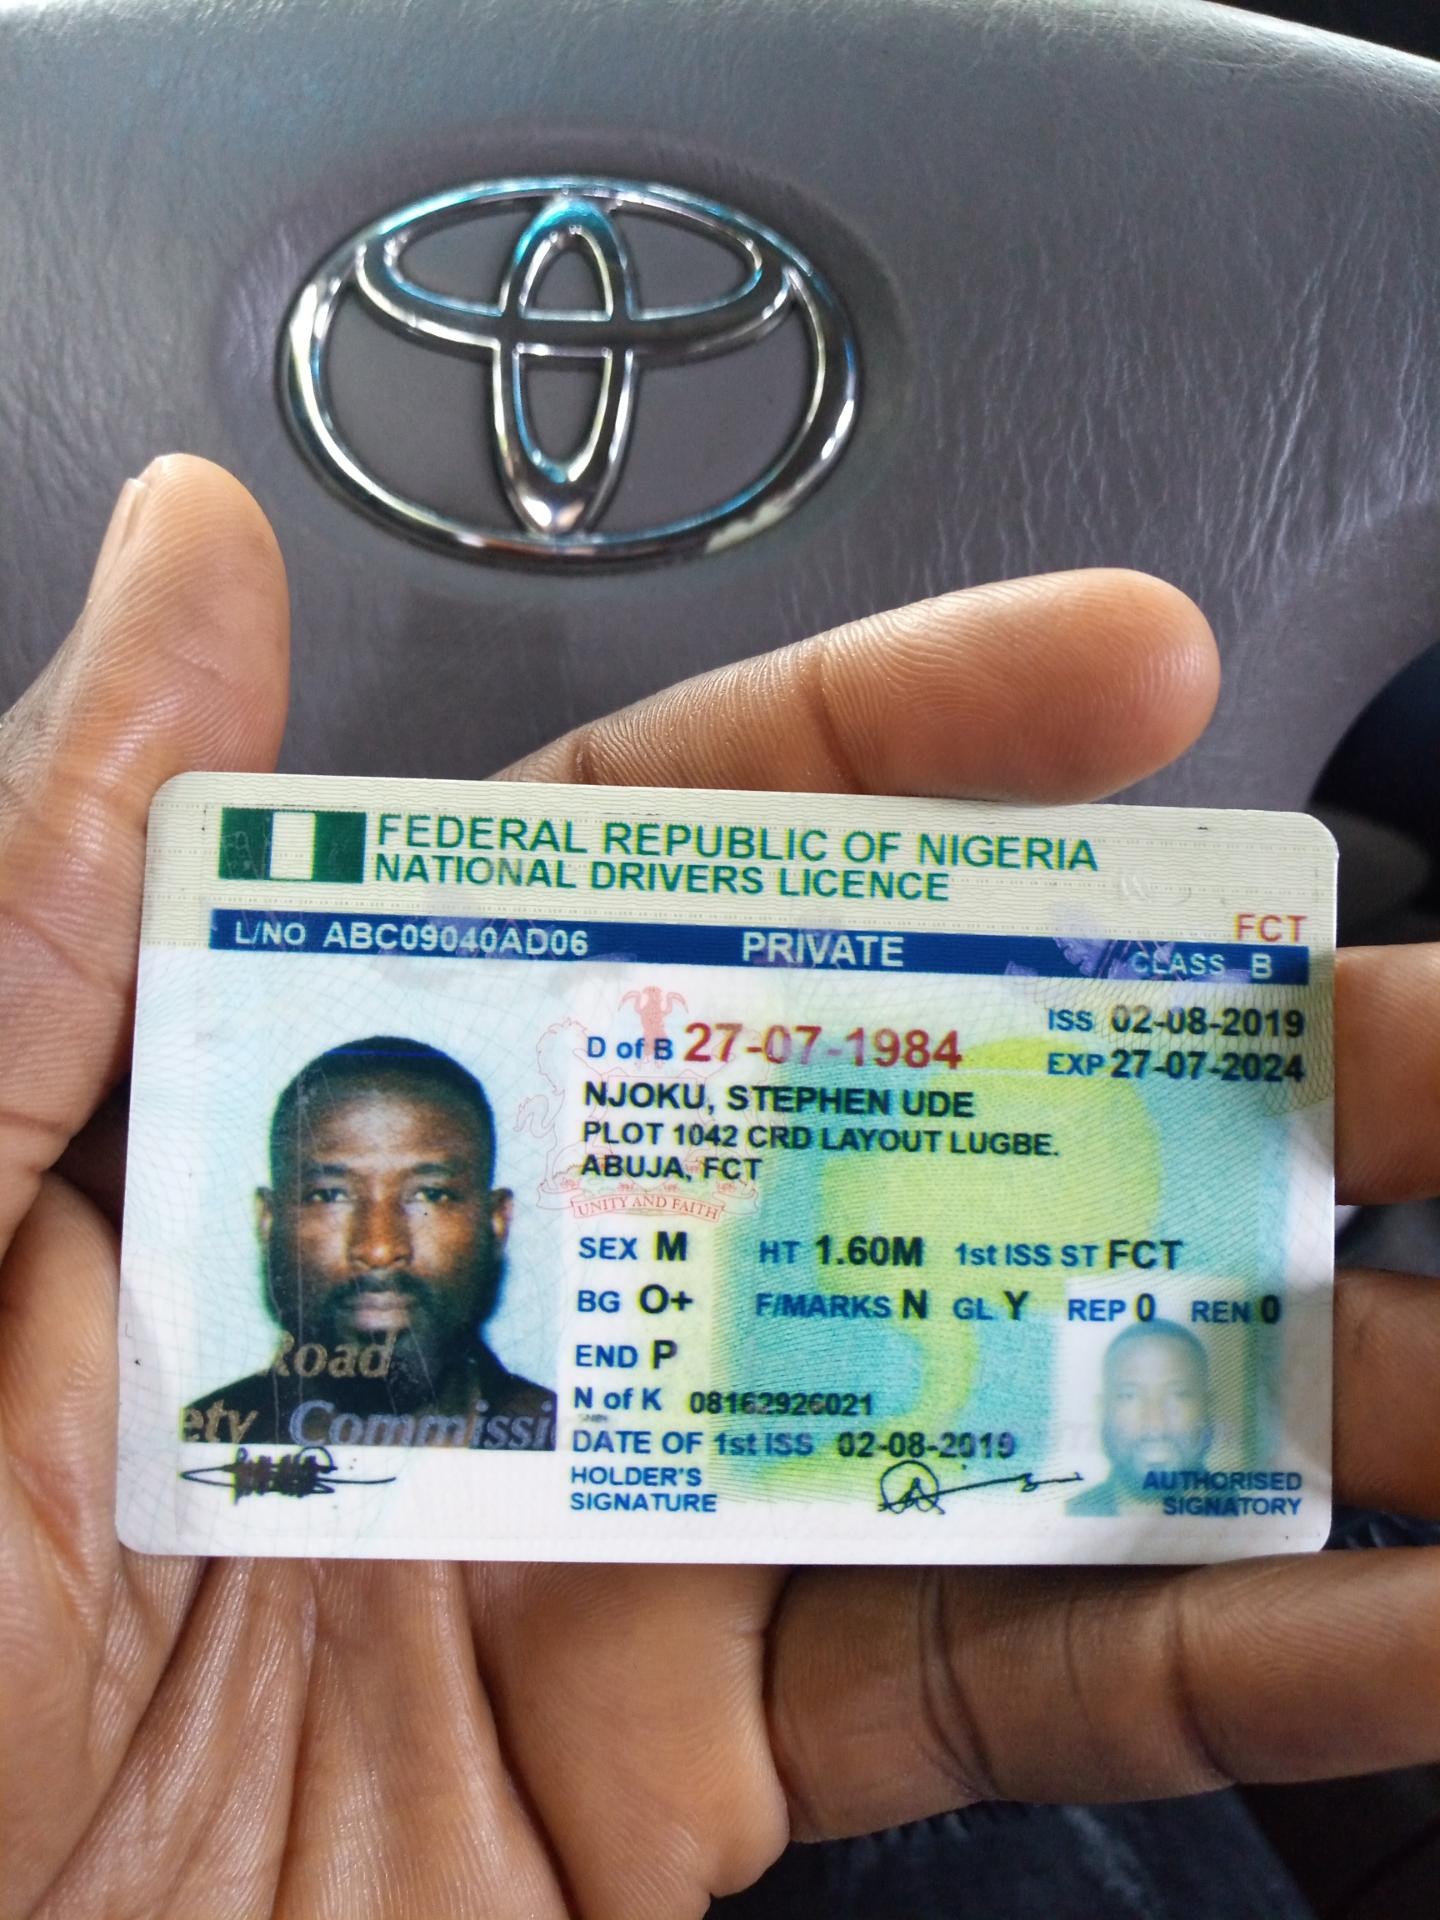 FEDERAL REPUBLIC OF NIGERIA
NATIONAL DRIVERS LICENCE
FCT
L/NO ABC09040AD06 PRIVATE CLASS B
ISS 02-08-2019
D of B 27-07-1984
EXP 27-07-2024
NJOKU, STEPHEN UDE
PLOT 1042 CRD LAYOUT LUGBE.
ABUJA, FCT
UNITY AND FAITH
SEX M HT 1.60M 1st ISS ST FCT
BG O+ F/MARKS N GL Y REP 0 REN 0
END P
Road
N of K 08162926021
ety Commissi
DATE OF 1st ISS 02-08-2019
HOLDER'S
SIGNATURE
AUTHORISED
SIGNATORY